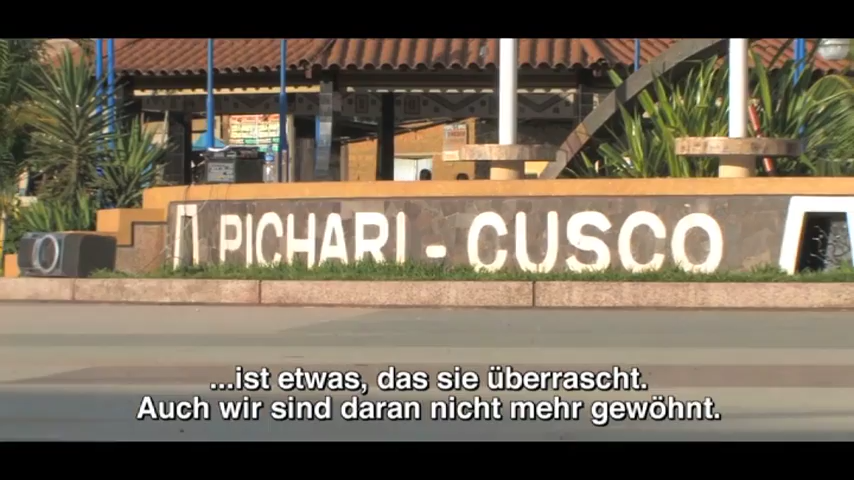 PICHARI - CUSCO
...ist etwas, das sie überrascht.
Auch wir sind daran nicht mehr gewöhnt.